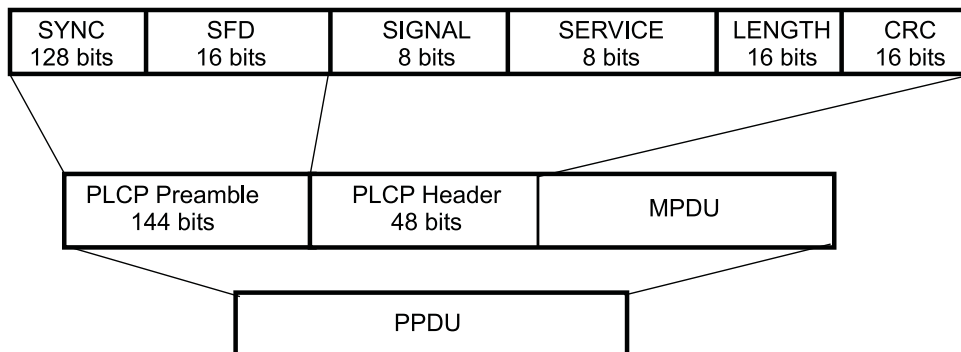 SYNC
128 bits
SFD
16 bits
SIGNAL
8 bits
SERVICE
8 bits
LENGTH
16 bits
CRC
16 bits
PLCP Preamble
144 bits
PLCP Header
48 bits
MPDU
PPDU